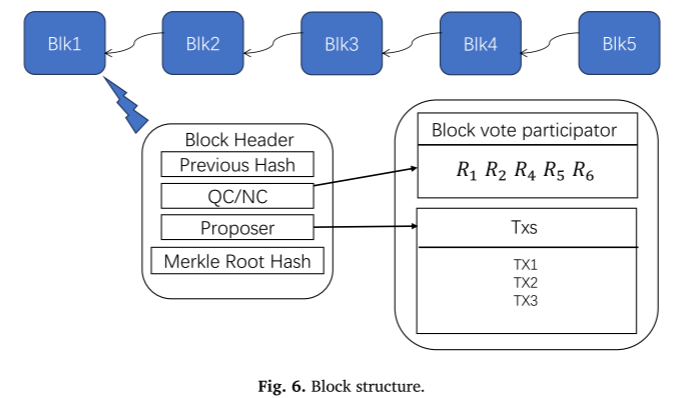 Blk1 Blk2 Blk3 Blk4 Blk5
Block Header
Previous Hash
QC/NC
Proposer
Merkle Root Hash
Block vote participator
R₁ R₂ R₄ R₅ R₆
Txs
TX1
TX2
TX3
Fig. 6. Block structure.